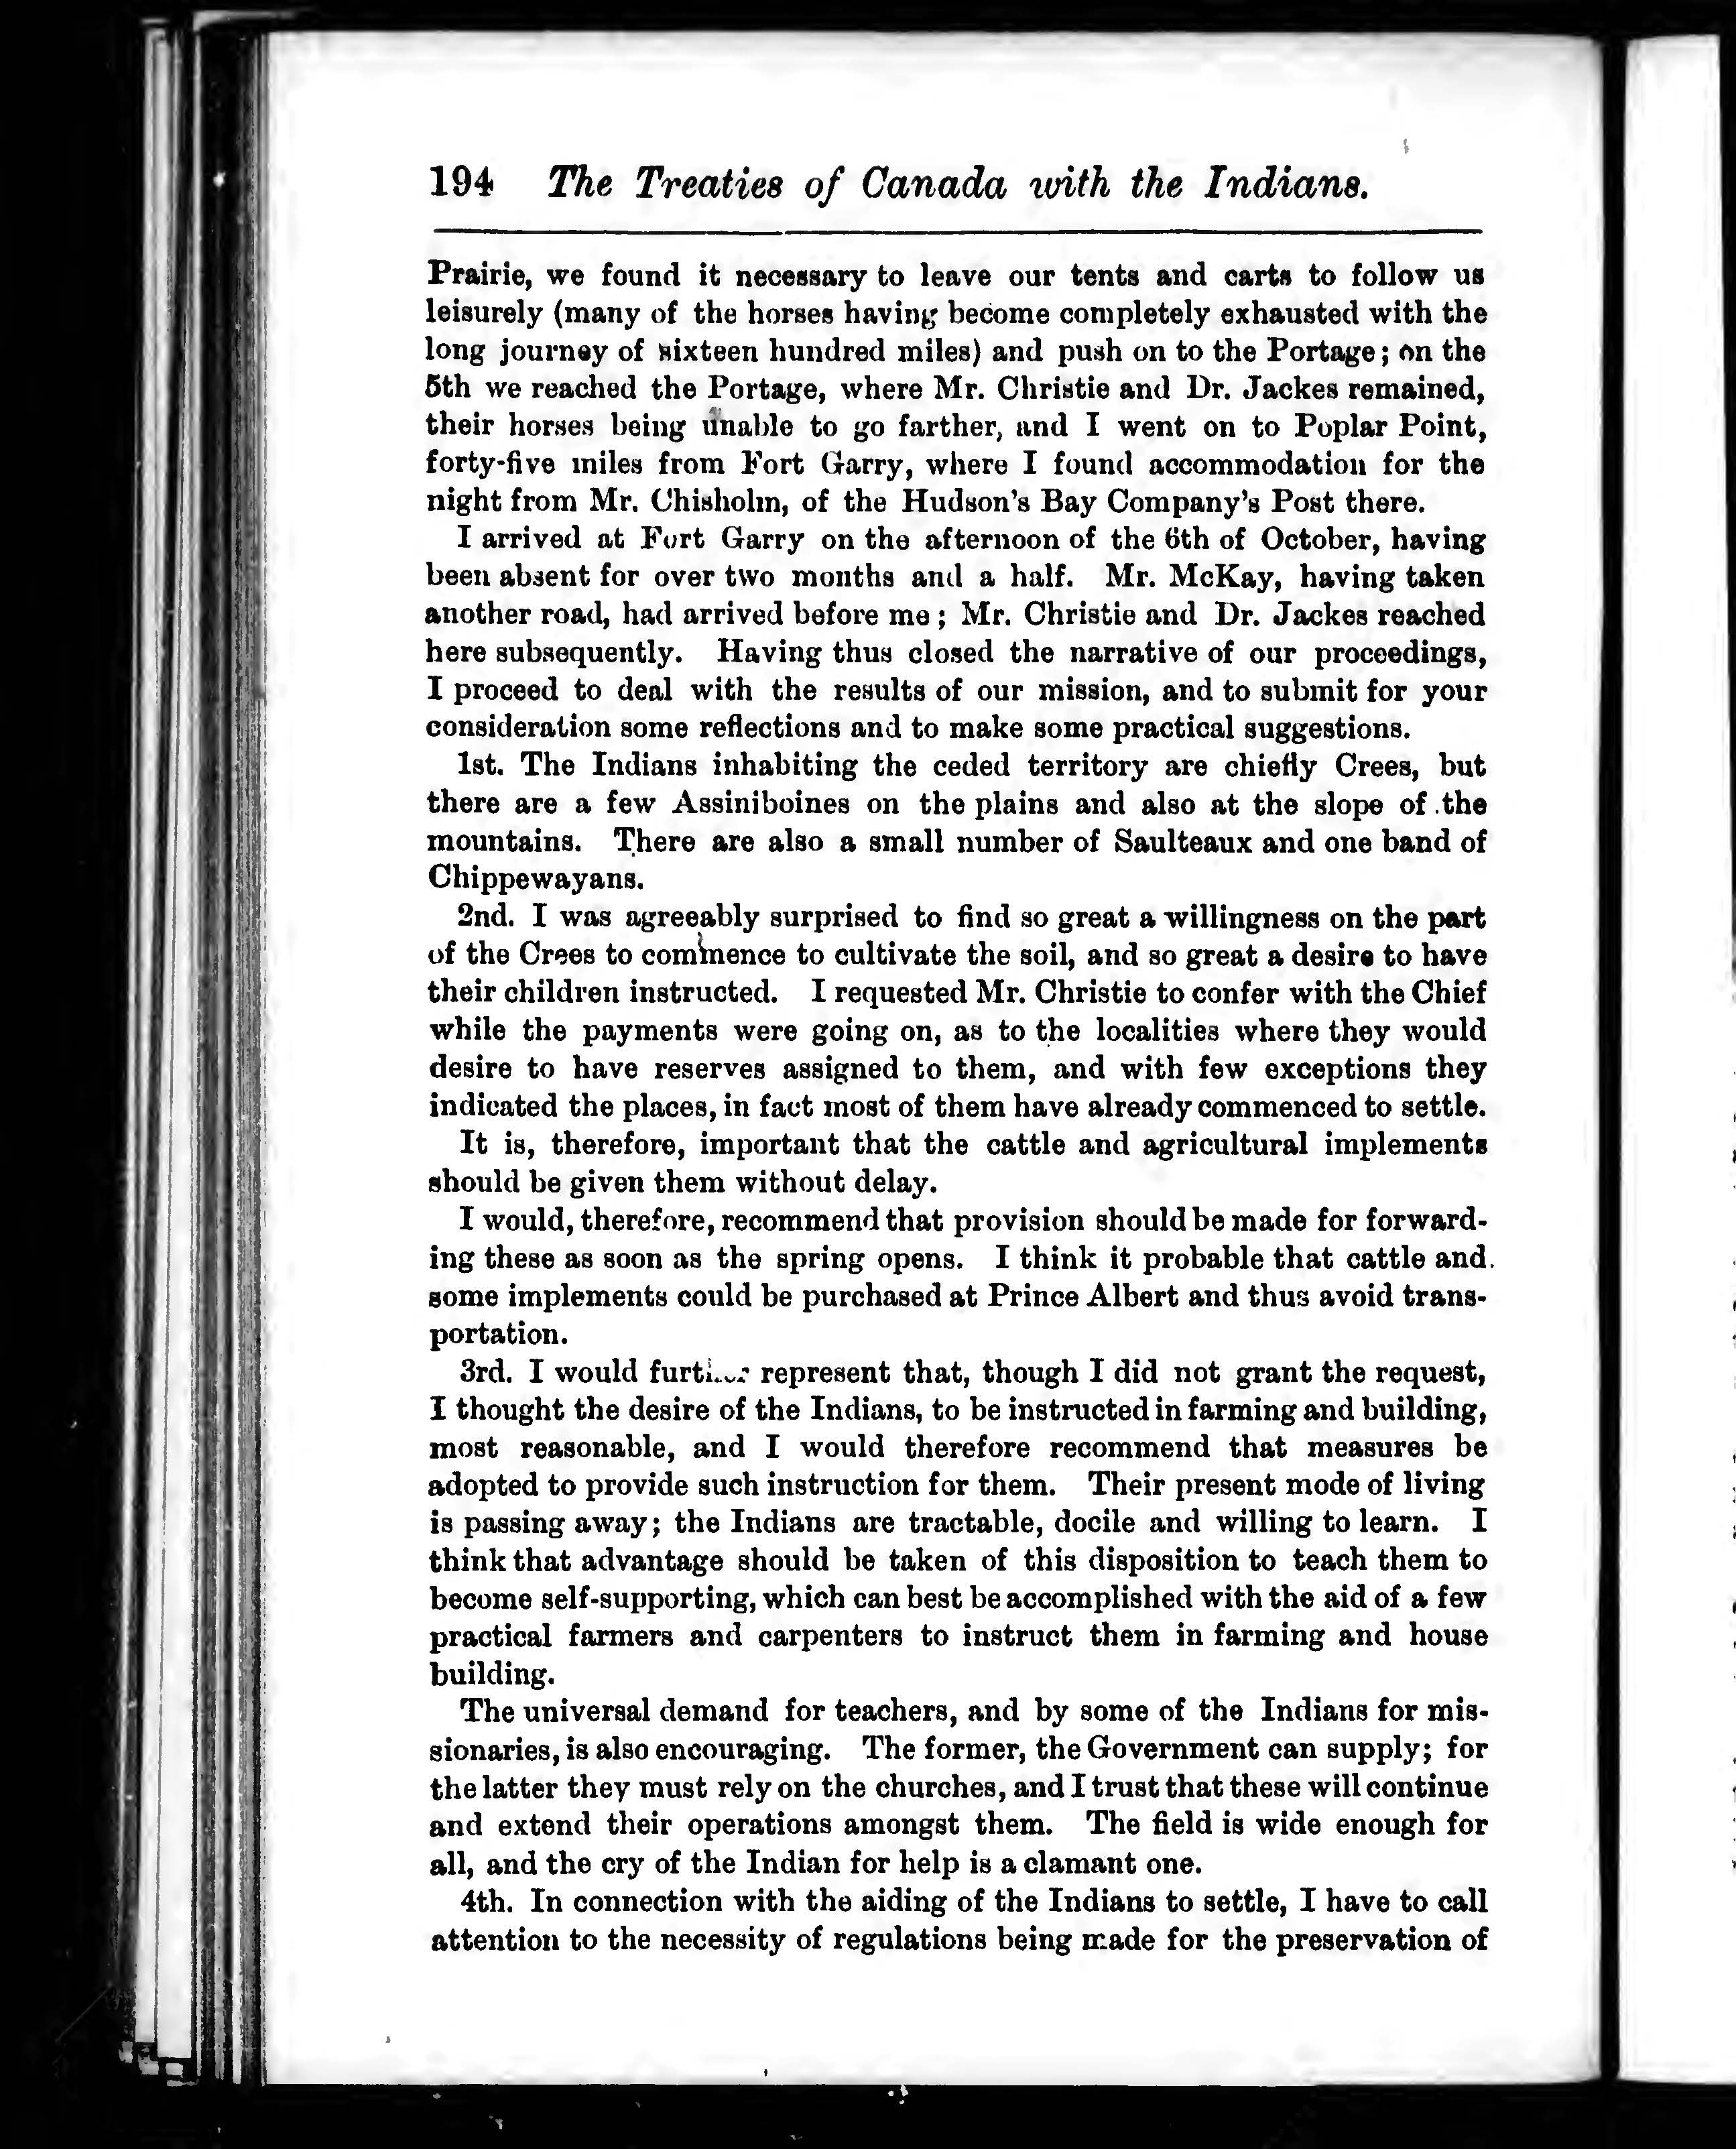 194 The Treaties of Canada with the Indians.
Prairie, we found it necessary to leave our tents and carts to follow us
leisurely (many of the horses having become completely exhausted with the
long journey of sixteen hundred miles) and push on to the Portage; on the
5th we reached the Portage, where Mr. Christie and Dr. Jackes remained,
their horses being unable to go farther, and I went on to Poplar Point,
forty-five miles from Fort Garry, where I found accommodation for the
night from Mr. Chisholm, of the Hudson's Bay Company's Post there.
I arrived at Fort Garry on the afternoon of the 6th of October, having
been absent for over two months and a half. Mr. McKay, having taken
another road, had arrived before me; Mr. Christie and Dr. Jackes reached
here subsequently. Having thus closed the narrative of our proceedings,
I proceed to deal with the results of our mission, and to submit for your
consideration some reflections and to make some practical suggestions.
1st. The Indians inhabiting the ceded territory are chiefly Crees, but
there are a few Assiniboines on the plains and also at the slope of the
mountains. There are also a small number of Saulteaux and one band of
Chippewayans.
2nd. I was agreeably surprised to find so great a willingness on the part
of the Crees to commence to cultivate the soil, and so great a desire to have
their children instructed. I requested Mr. Christie to confer with the Chief
while the payments were going on, as to the localities where they would
desire to have reserves assigned to them, and with few exceptions they
indicated the places, in fact most of them have already commenced to settle.
It is, therefore, important that the cattle and agricultural implements
should be given them without delay.
I would, therefore, recommend that provision should be made for forward-
ing these as soon as the spring opens. I think it probable that cattle and
some implements could be purchased at Prince Albert and thus avoid trans-
portation.
3rd. I would further represent that, though I did not grant the request,
I thought the desire of the Indians, to be instructed in farming and building,
most reasonable, and I would therefore recommend that measures be
adopted to provide such instruction for them. Their present mode of living
is passing away; the Indians are tractable, docile and willing to learn. I
think that advantage should be taken of this disposition to teach them to
become self-supporting, which can best be accomplished with the aid of a few
practical farmers and carpenters to instruct them in farming and house
building.
The universal demand for teachers, and by some of the Indians for mis-
sionaries, is also encouraging. The former, the Government can supply; for
the latter they must rely on the churches, and I trust that these will continue
and extend their operations amongst them. The field is wide enough for
all, and the cry of the Indian for help is a clamant one.
4th. In connection with the aiding of the Indians to settle, I have to call
attention to the necessity of regulations being made for the preservation of